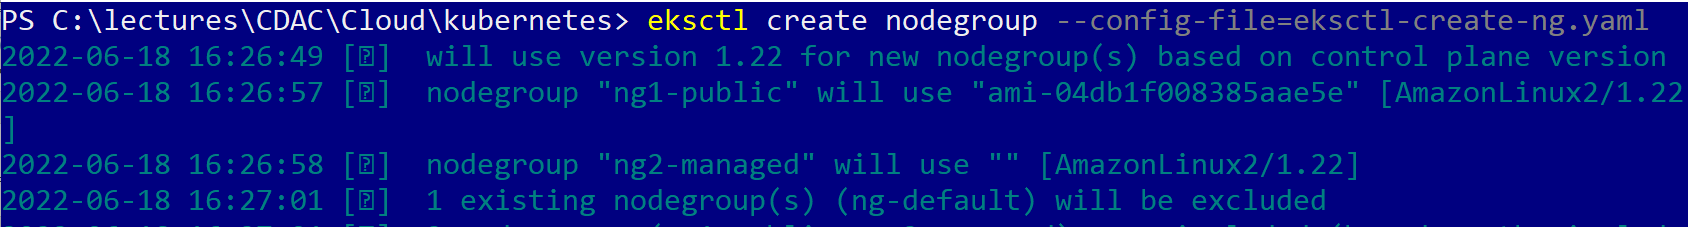 PS C:\lectures\CDAC\Cloud\kubernetes> eksctl create nodegroup --config-file=eksctl-create-ng.yaml
2022-06-18 16:26:49 [?]  will use version 1.22 for new nodegroup(s) based on control plane version
2022-06-18 16:26:57 [?]  nodegroup "ng1-public" will use "ami-04db1f008385aae5e" [AmazonLinux2/1.22
]
2022-06-18 16:26:58 [?]  nodegroup "ng2-managed" will use "" [AmazonLinux2/1.22]
2022-06-18 16:27:01 [?]  1 existing nodegroup(s) (ng-default) will be excluded